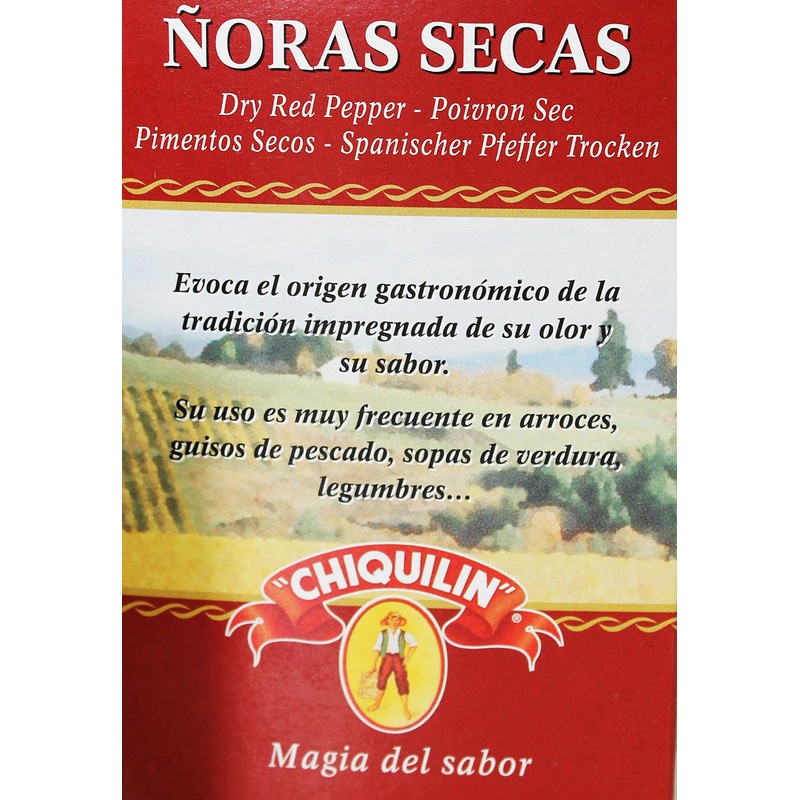 ÑORAS SECAS
Dry Red Pepper - Poivron Sec
Pimentos Secos - Spanischer Pfeffer Trocken
Evoca el origen gastronómico de la
tradición impregnada de su olor y
su sabor.
Su uso es muy frecuente en arroces,
guisos de pescado, sopas de verdura,
legumbres...
"CHIQUILIN"®
Magia del sabor